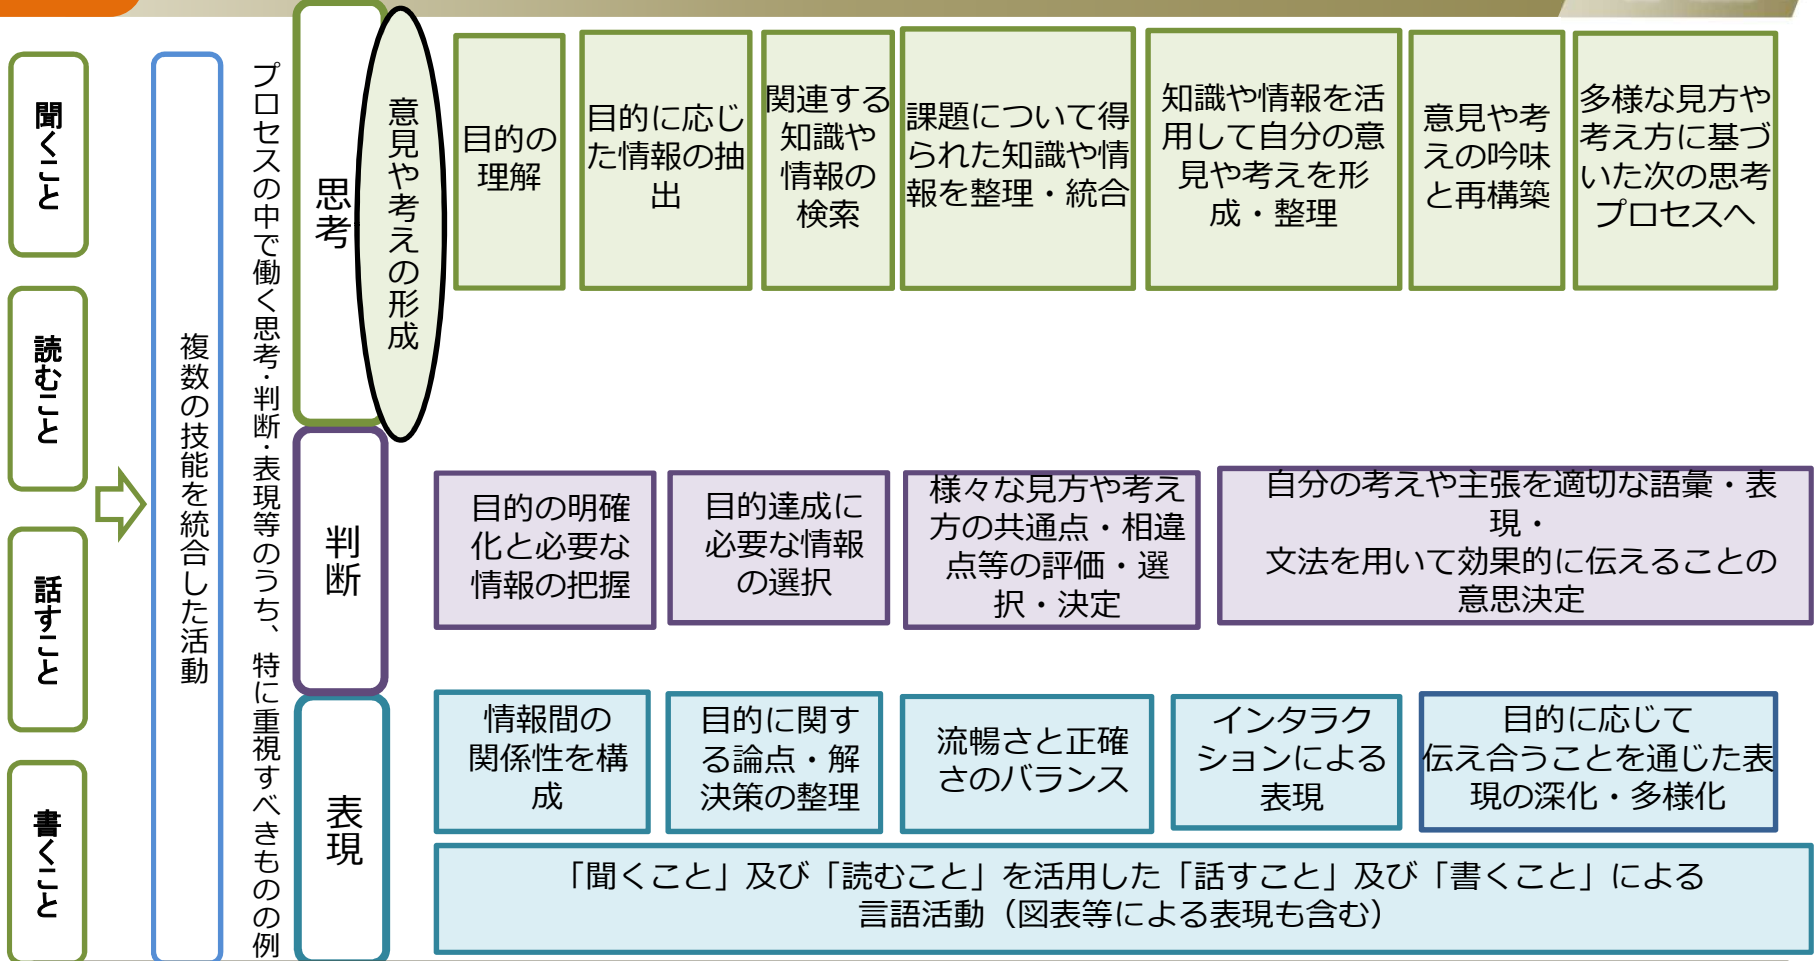 聞くこと
読むこと
話すこと
書くこと
複数の技能を統合した活動
プロセスの中で働く思考・判断・表現等のうち、特に重視すべきものの例
思考
意見や考えの形成
目的の
理解
目的に応じ
た情報の抽
出
関連する
知識や
情報の
検索
課題について得
られた知識や情
報を整理・統合
知識や情報を活
用して自分の意
見や考えを形
成・整理
意見や考
えの吟味
と再構築
多様な見方や
考え方に基づ
いた次の思考
プロセスへ
判断
目的の明確
化と必要な
情報の把握
目的達成に
必要な情報
の選択
様々な見方や考え
方の共通点・相違
点等の評価・選
択・決定
自分の考えや主張を適切な語彙・表
現・
文法を用いて効果的に伝えることの
意思決定
表現
情報間の
関係性を構
成
目的に関す
る論点・解
決策の整理
流暢さと正確
さのバランス
インタラク
ションによる
表現
目的に応じて
伝え合うことを通じた表
現の深化・多様化
「聞くこと」及び「読むこと」を活用した「話すこと」及び「書くこと」による
言語活動（図表等による表現も含む）